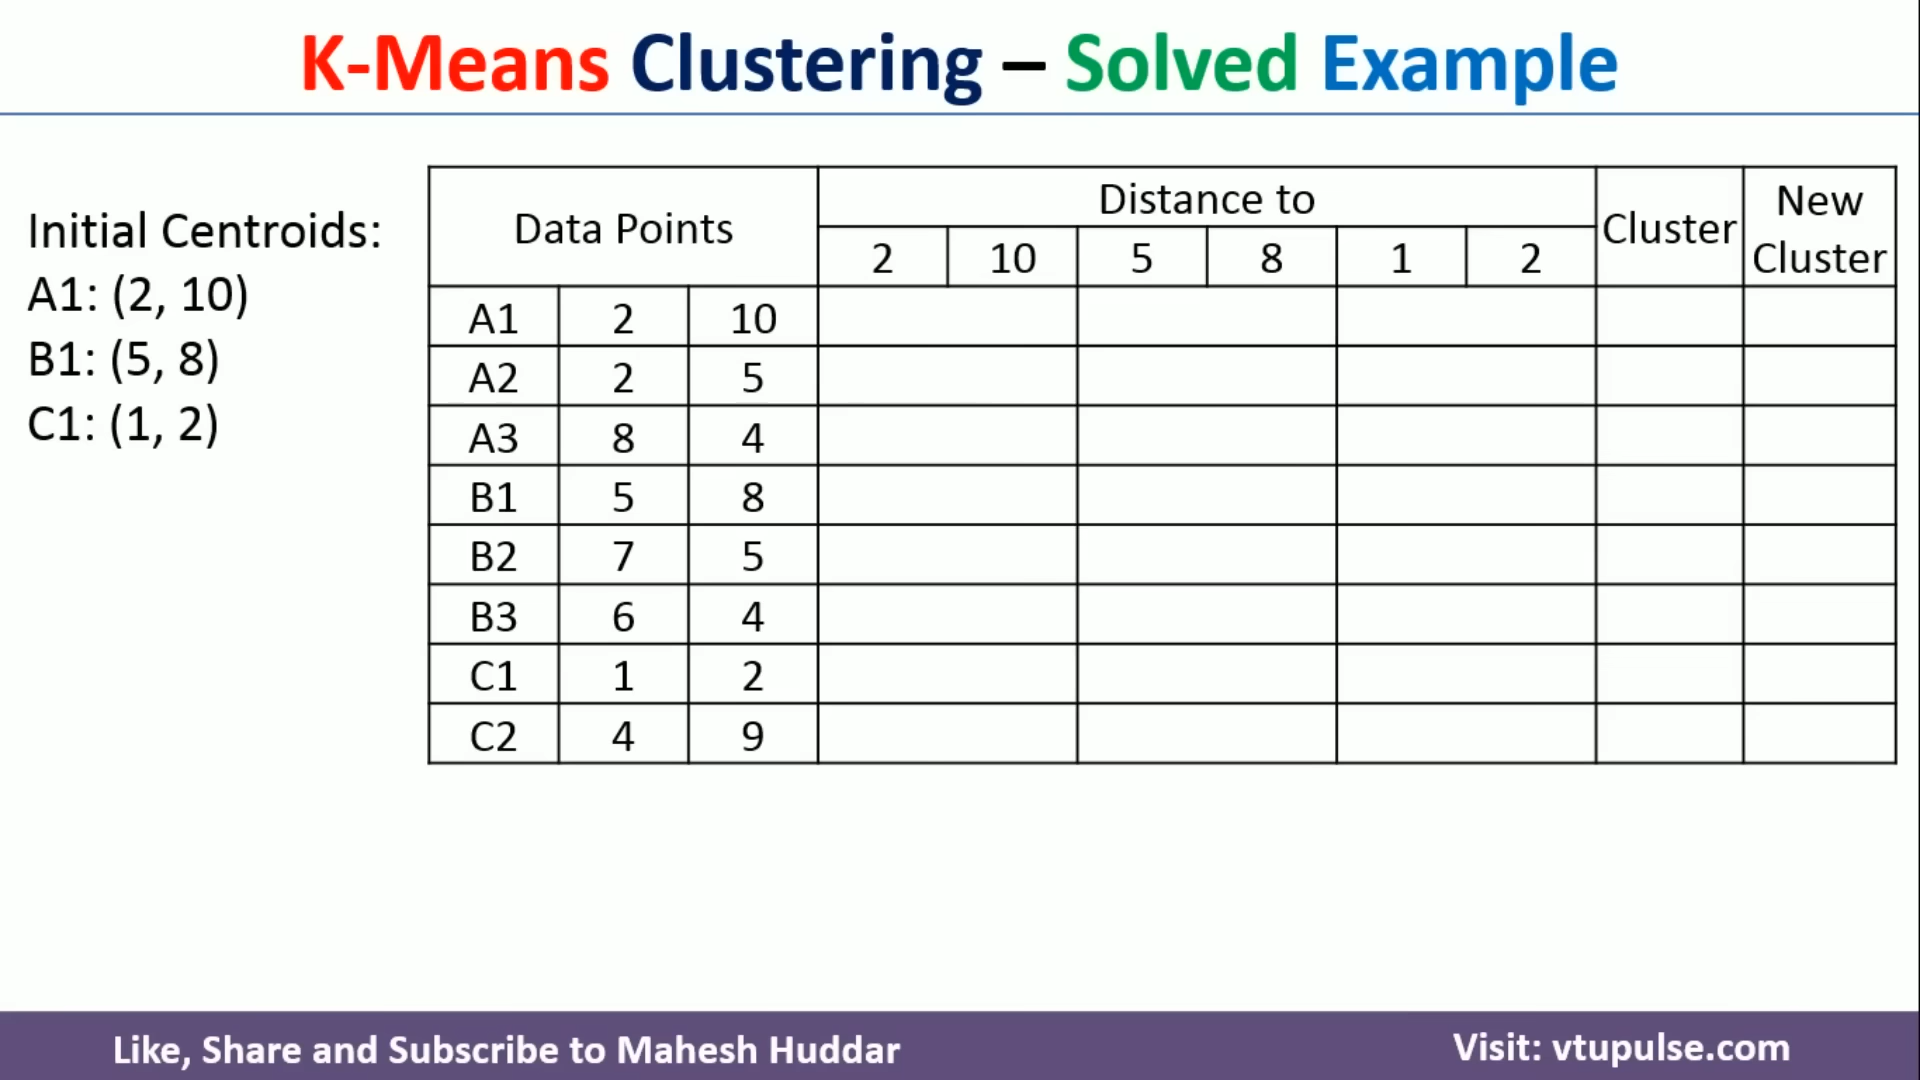 K-Means Clustering – Solved Example
Initial Centroids:
A1: (2, 10)
B1: (5, 8)
C1: (1, 2)
Data Points Distance to Cluster New Cluster
2 10 5 8 1 2
A1 2 10
A2 2 5
A3 8 4
B1 5 8
B2 7 5
B3 6 4
C1 1 2
C2 4 9
Like, Share and Subscribe to Mahesh Huddar
Visit: vtupulse.com